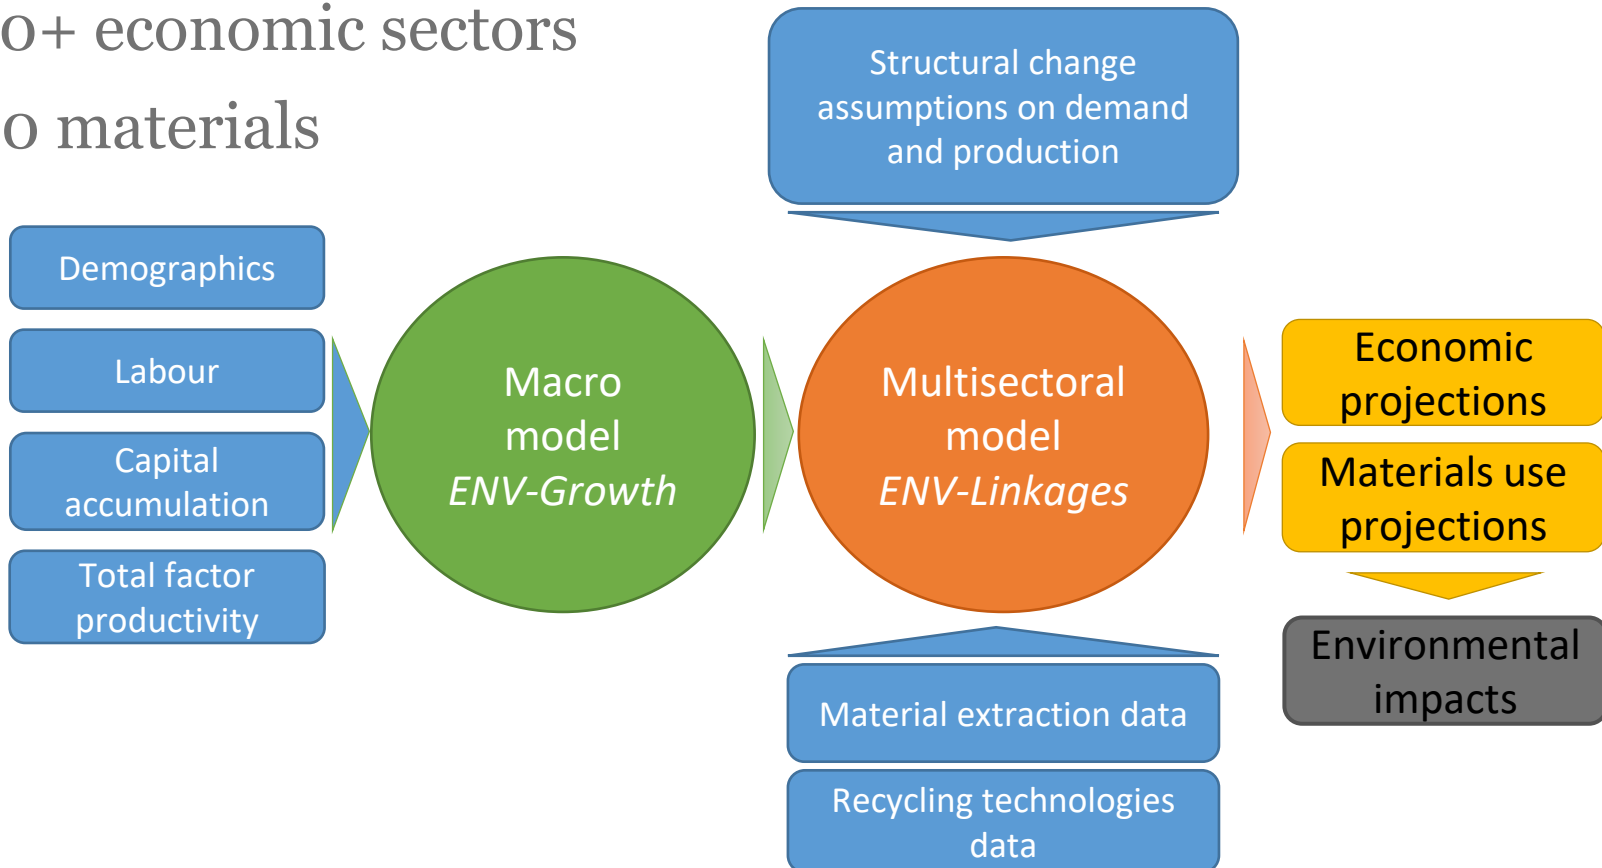 0+ economic sectors
0 materials
Structural change
assumptions on demand
and production
Demographics
Labour
Capital
accumulation
Total factor
productivity
Macro
model
ENV-Growth
Multisectoral
model
ENV-Linkages
Economic
projections
Materials use
projections
Environmental
impacts
Material extraction data
Recycling technologies
data